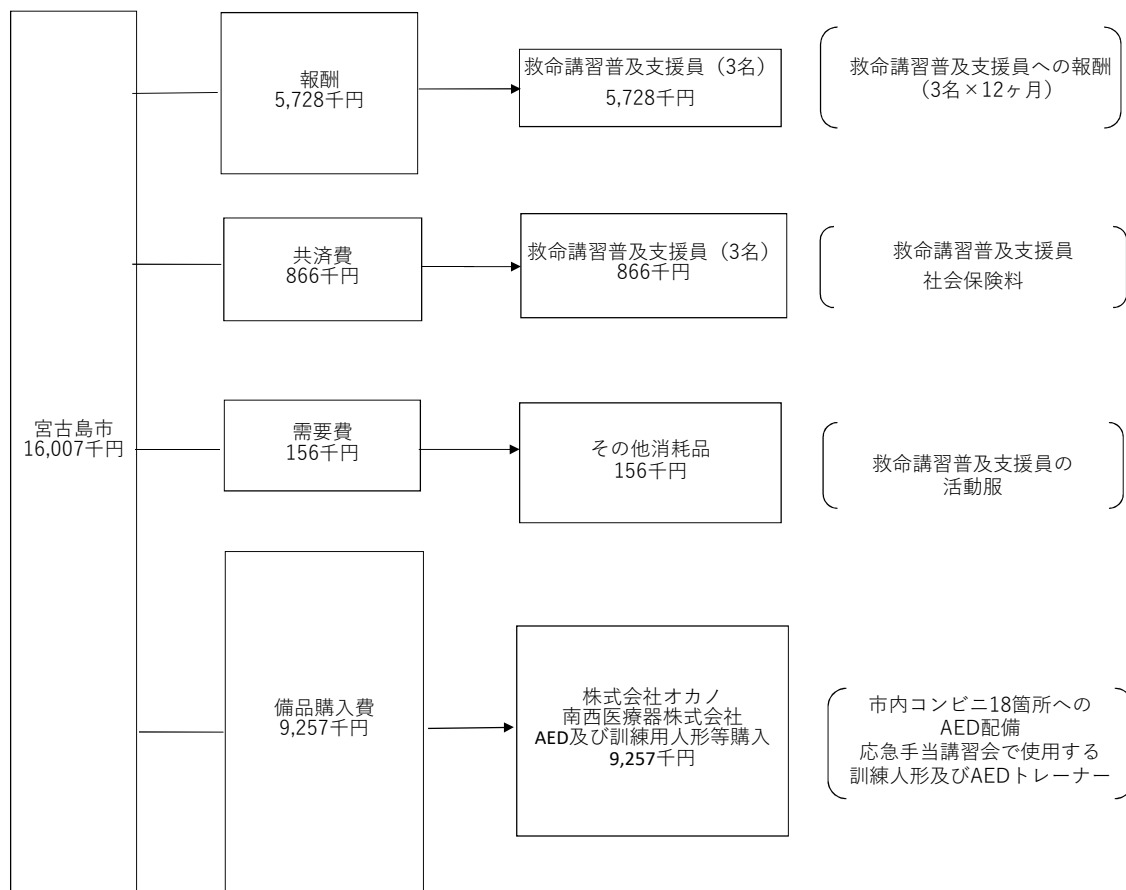 報酬
5,728千円
救命講習普及支援員（3名）
5,728千円
救命講習普及支援員への報酬
（3名×12ヶ月）
共済費
866千円
救命講習普及支援員（3名）
866千円
救命講習普及支援員
社会保険料
宮古島市
16,007千円
需要費
156千円
その他消耗品
156千円
救命講習普及支援員の
活動服
備品購入費
9,257千円
株式会社オカノ
南西医療器株式会社
AED及び訓練用人形等購入
9,257千円
市内コンビニ18箇所への
AED配備
応急手当講習会で使用する
訓練人形及びAEDトレーナー